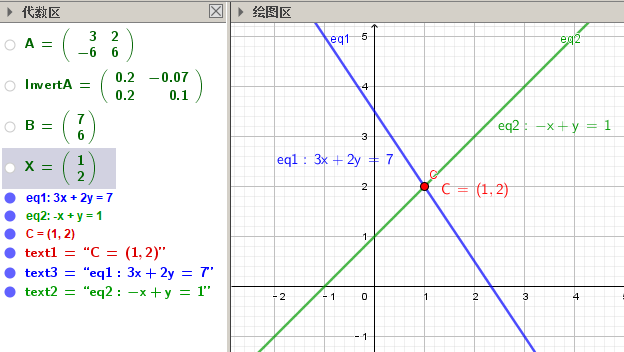 代数区
绘图区
A = ( 3 2
−6 6 )
InvertA = ( 0.2 −0.07
0.2 0.1 )
B = ( 7
6 )
X = ( 1
2 )
eq1: 3x + 2y = 7
eq2: -x + y = 1
C = (1, 2)
text1 = “C = (1, 2)”
text3 = “eq1 : 3x + 2y = 7”
text2 = “eq2 : −x + y = 1”
eq1
5
eq2
4
3
eq2 : −x + y = 1
eq1 : 3x + 2y = 7
C
2
C = (1, 2)
1
-2 -1 0 1 2 3 4 5
-1